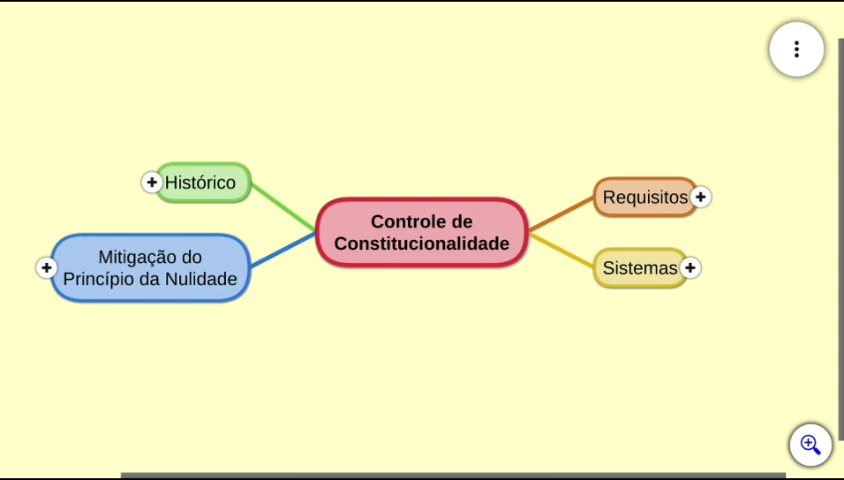 Histórico
Mitigação do
Princípio da Nulidade
Controle de
Constitucionalidade
Requisitos
Sistemas